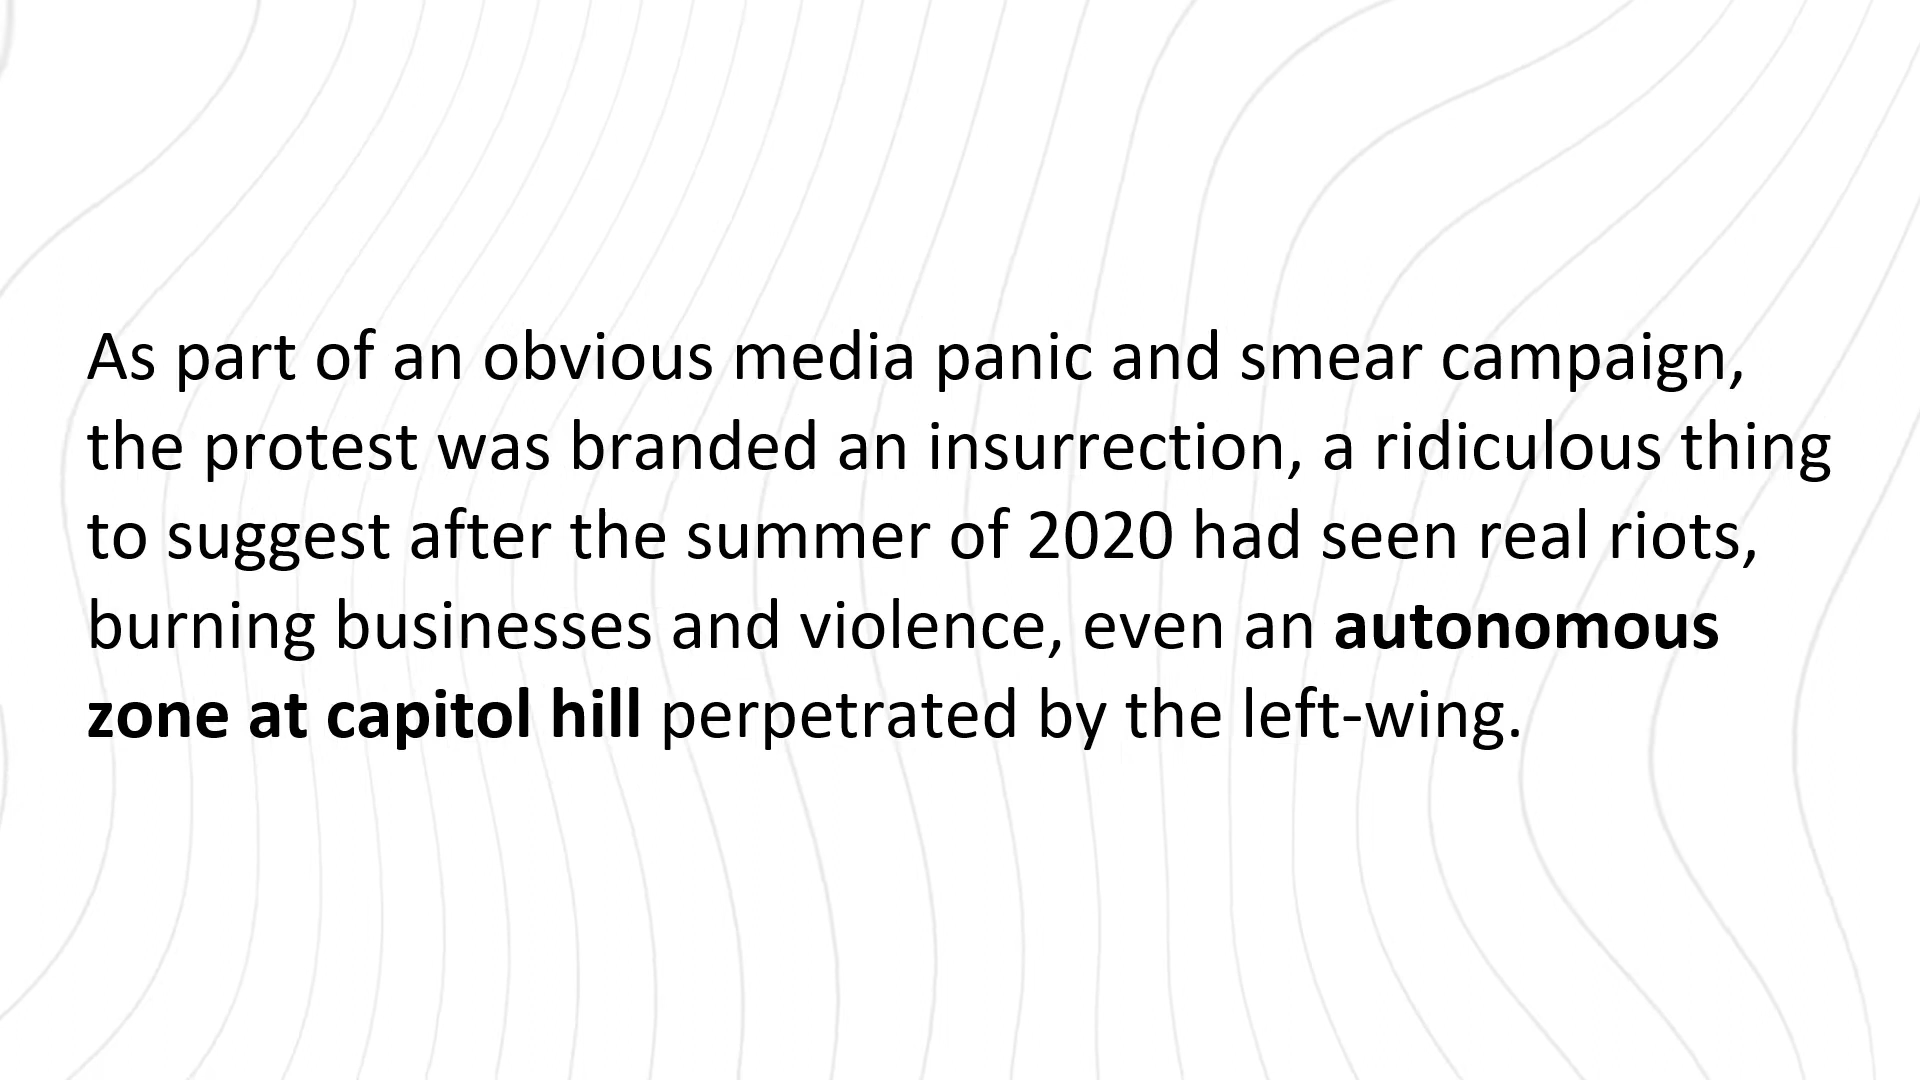 As part of an obvious media panic and smear campaign,
the protest was branded an insurrection, a ridiculous thing
to suggest after the summer of 2020 had seen real riots,
burning businesses and violence, even an autonomous
zone at capitol hill perpetrated by the left-wing.